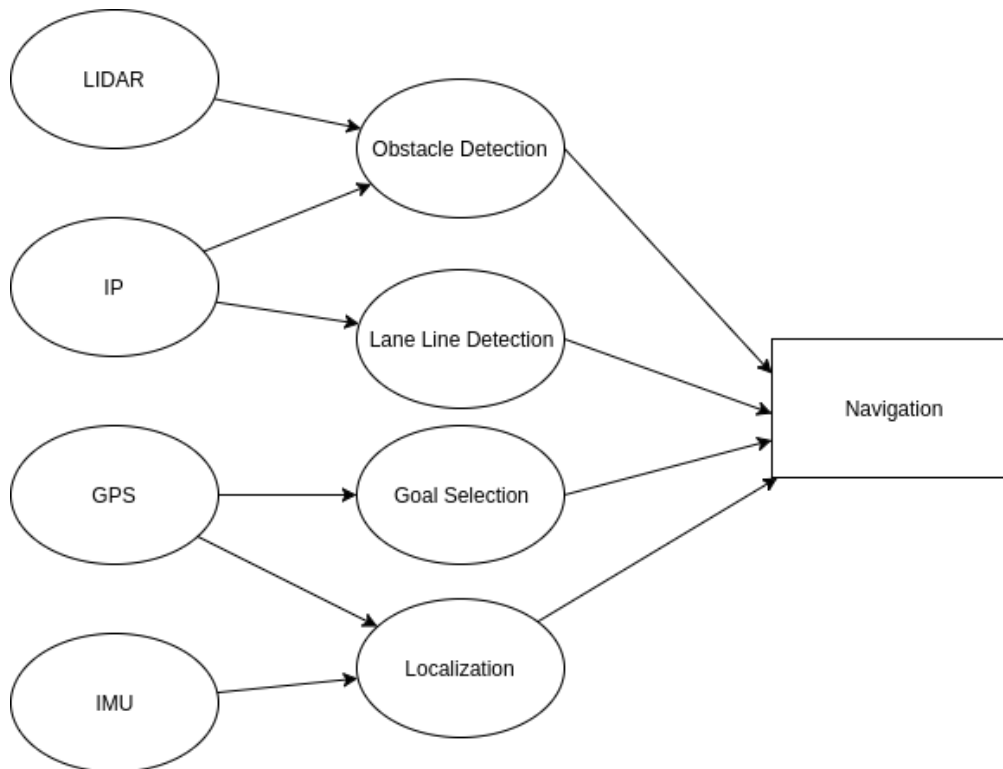 LIDAR
Obstacle Detection
IP
Lane Line Detection
Navigation
GPS
Goal Selection
Localization
IMU